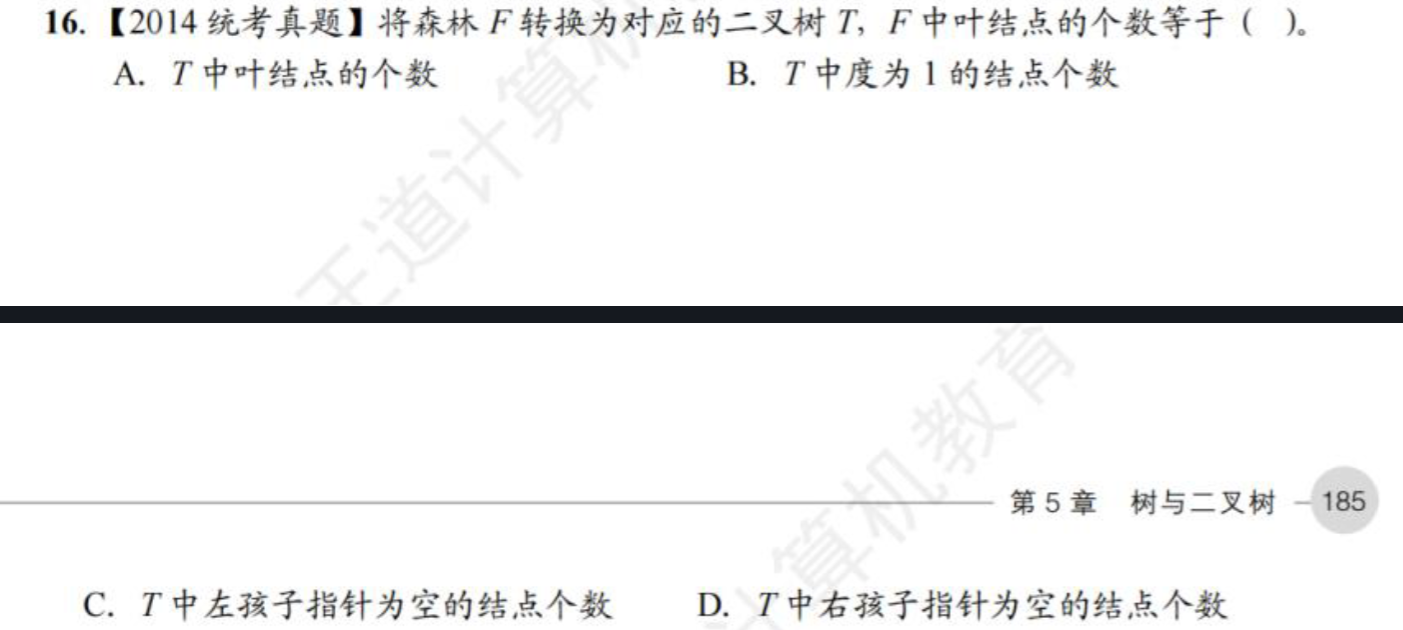 16.【2014 统考真题】将森林 F 转换为对应的二叉树 T，F 中叶结点的个数等于（ ）。
A. T 中叶结点的个数 B. T 中度为 1 的结点个数
王道计算机
第 5 章 树与二叉树 185
计算机教育
C. T 中左孩子指针为空的结点个数 D. T 中右孩子指针为空的结点个数